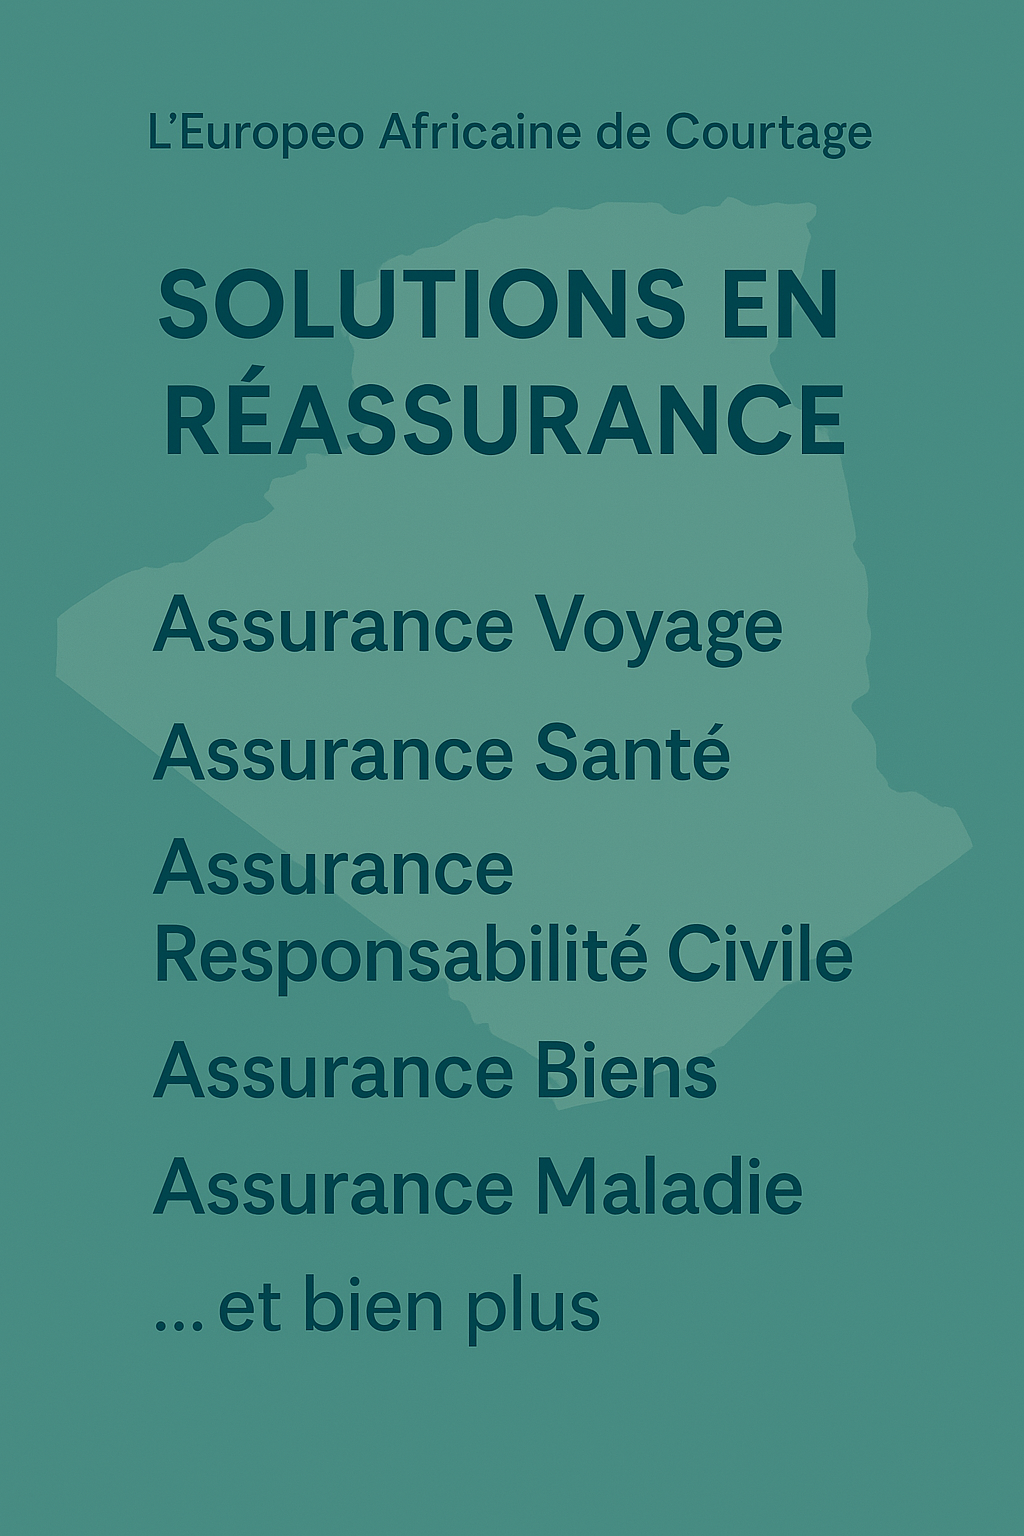 L’Europeo Africaine de Courtage
SOLUTIONS EN
RÉASSURANCE
Assurance Voyage
Assurance Santé
Assurance
Responsabilité Civile
Assurance Biens
Assurance Maladie
... et bien plus